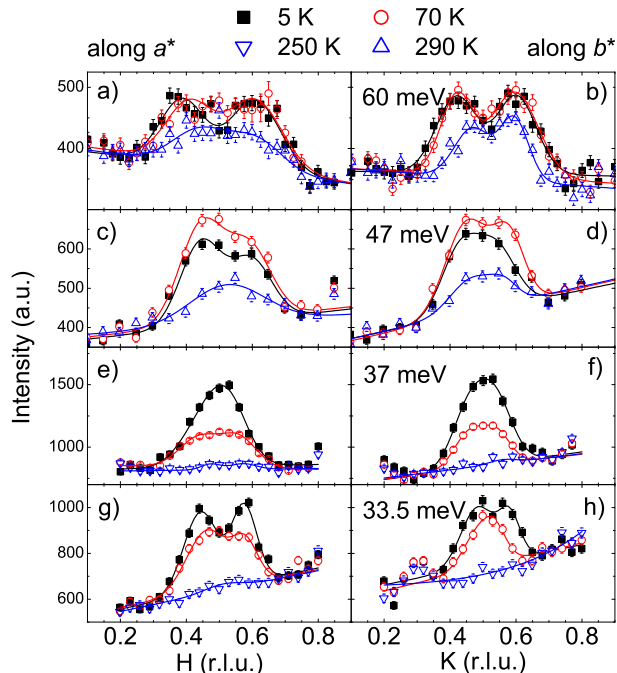 5 K 70 K
along a* 250 K 290 K along b*
a) b)
60 meV
500
400
c) d)
47 meV
600
500
400
e) f)
37 meV
1500
1000
g) h)
33.5 meV
1000
800
600
0.2 0.4 0.6 0.8 0.2 0.4 0.6 0.8
H (r.l.u.) K (r.l.u.)
Intensity (a.u.)